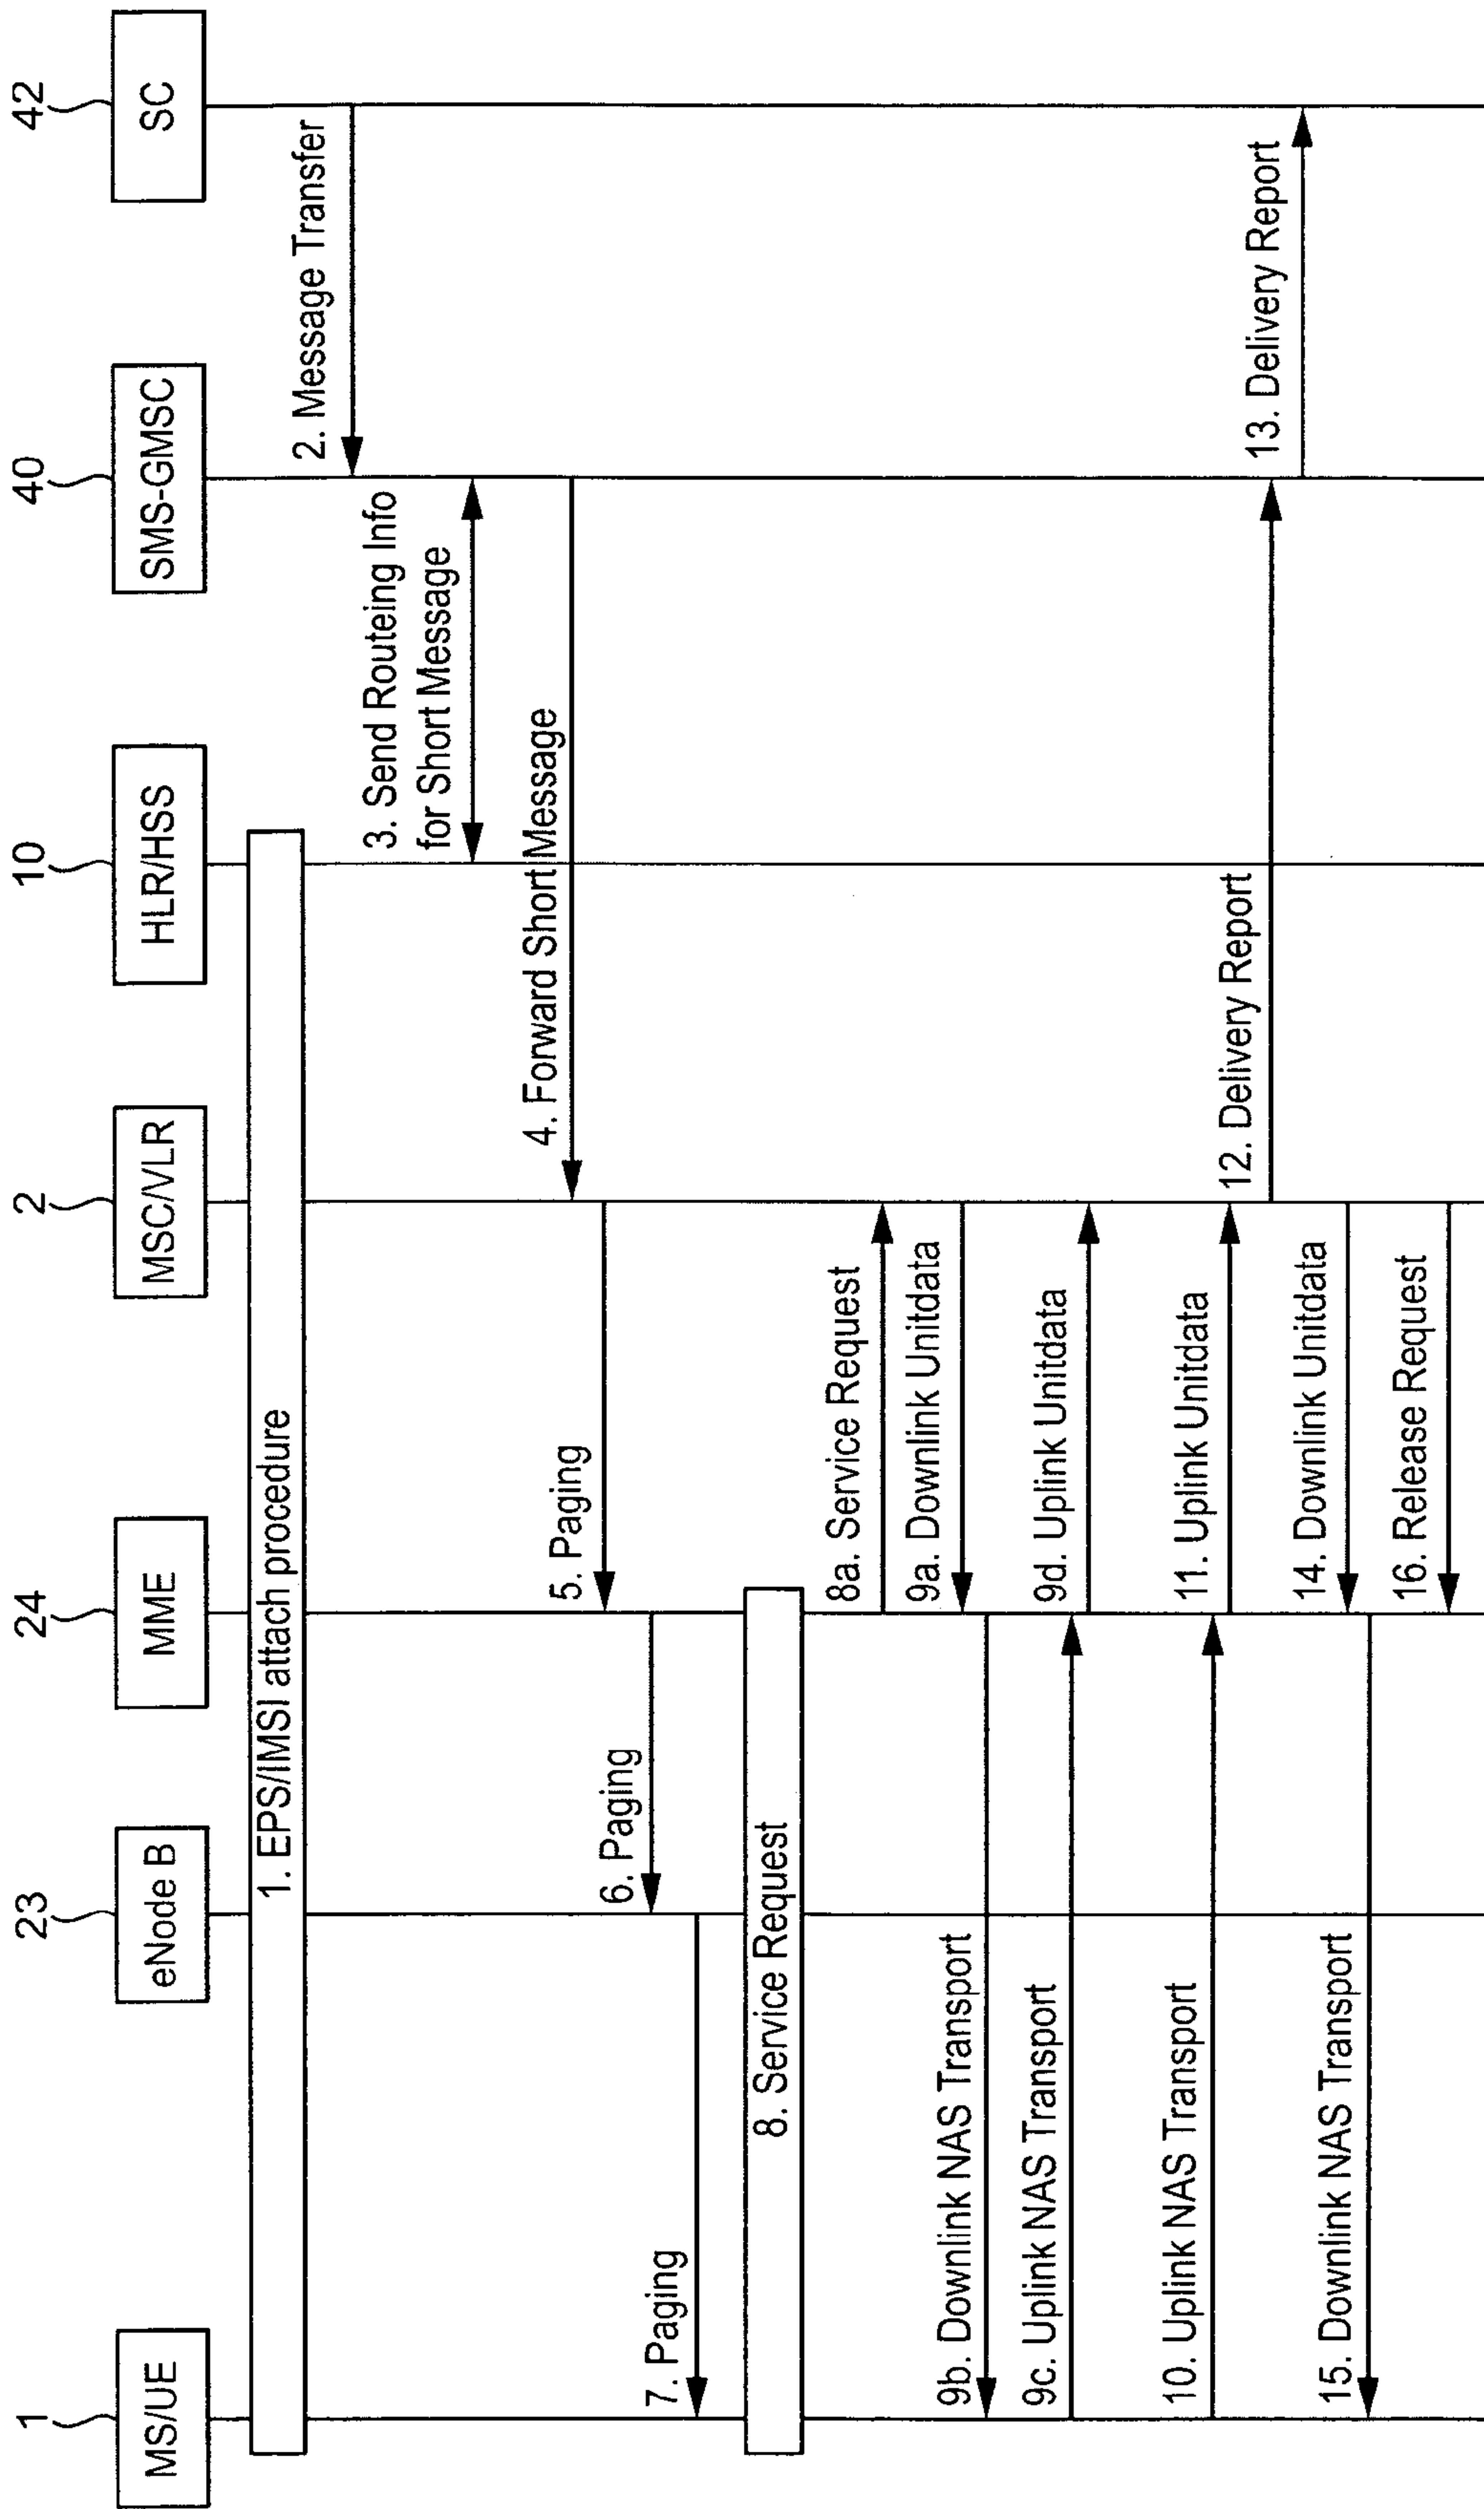 1
23
24
2
10
40
42
MS/UE
eNode B
MME
MSC/VLR
HLR/HSS
SMS-GMSC
SC
1. EPS/IMSI attach procedure
2. Message Transfer
3. Send Routeing Info
for Short Message
4. Forward Short Message
5. Paging
6. Paging
7. Paging
8. Service Request
8a. Service Request
9a. Downlink Unitdata
9b. Downlink NAS Transport
9c. Uplink NAS Transport
9d. Uplink Unitdata
10. Uplink NAS Transport
11. Uplink Unitdata
12. Delivery Report
13. Delivery Report
14. Downlink Unitdata
15. Downlink NAS Transport
16. Release Request